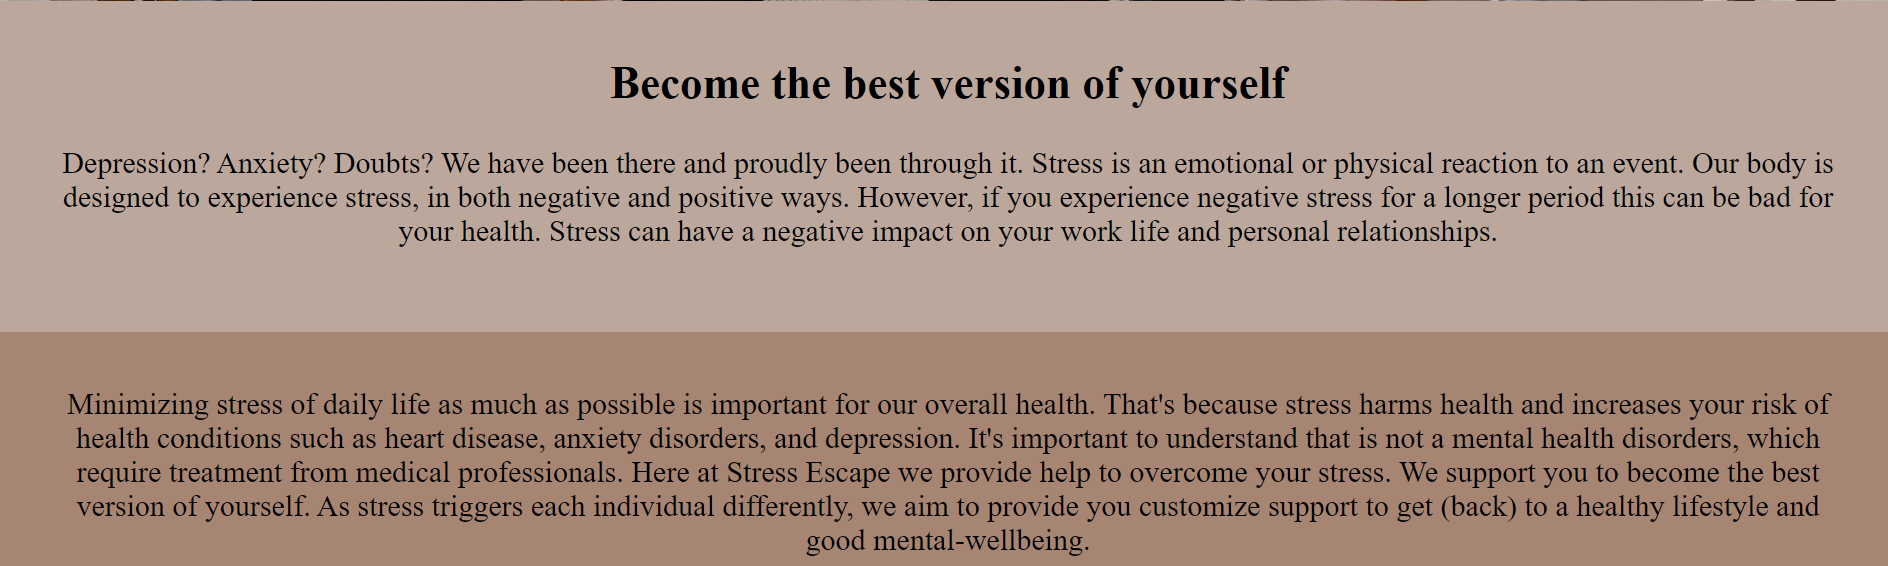 Become the best version of yourself
Depression? Anxiety? Doubts? We have been there and proudly been through it. Stress is an emotional or physical reaction to an event. Our body is
designed to experience stress, in both negative and positive ways. However, if you experience negative stress for a longer period this can be bad for
your health. Stress can have a negative impact on your work life and personal relationships.
Minimizing stress of daily life as much as possible is important for our overall health. That's because stress harms health and increases your risk of
health conditions such as heart disease, anxiety disorders, and depression. It's important to understand that is not a mental health disorders, which
require treatment from medical professionals. Here at Stress Escape we provide help to overcome your stress. We support you to become the best
version of yourself. As stress triggers each individual differently, we aim to provide you customize support to get (back) to a healthy lifestyle and
good mental-wellbeing.